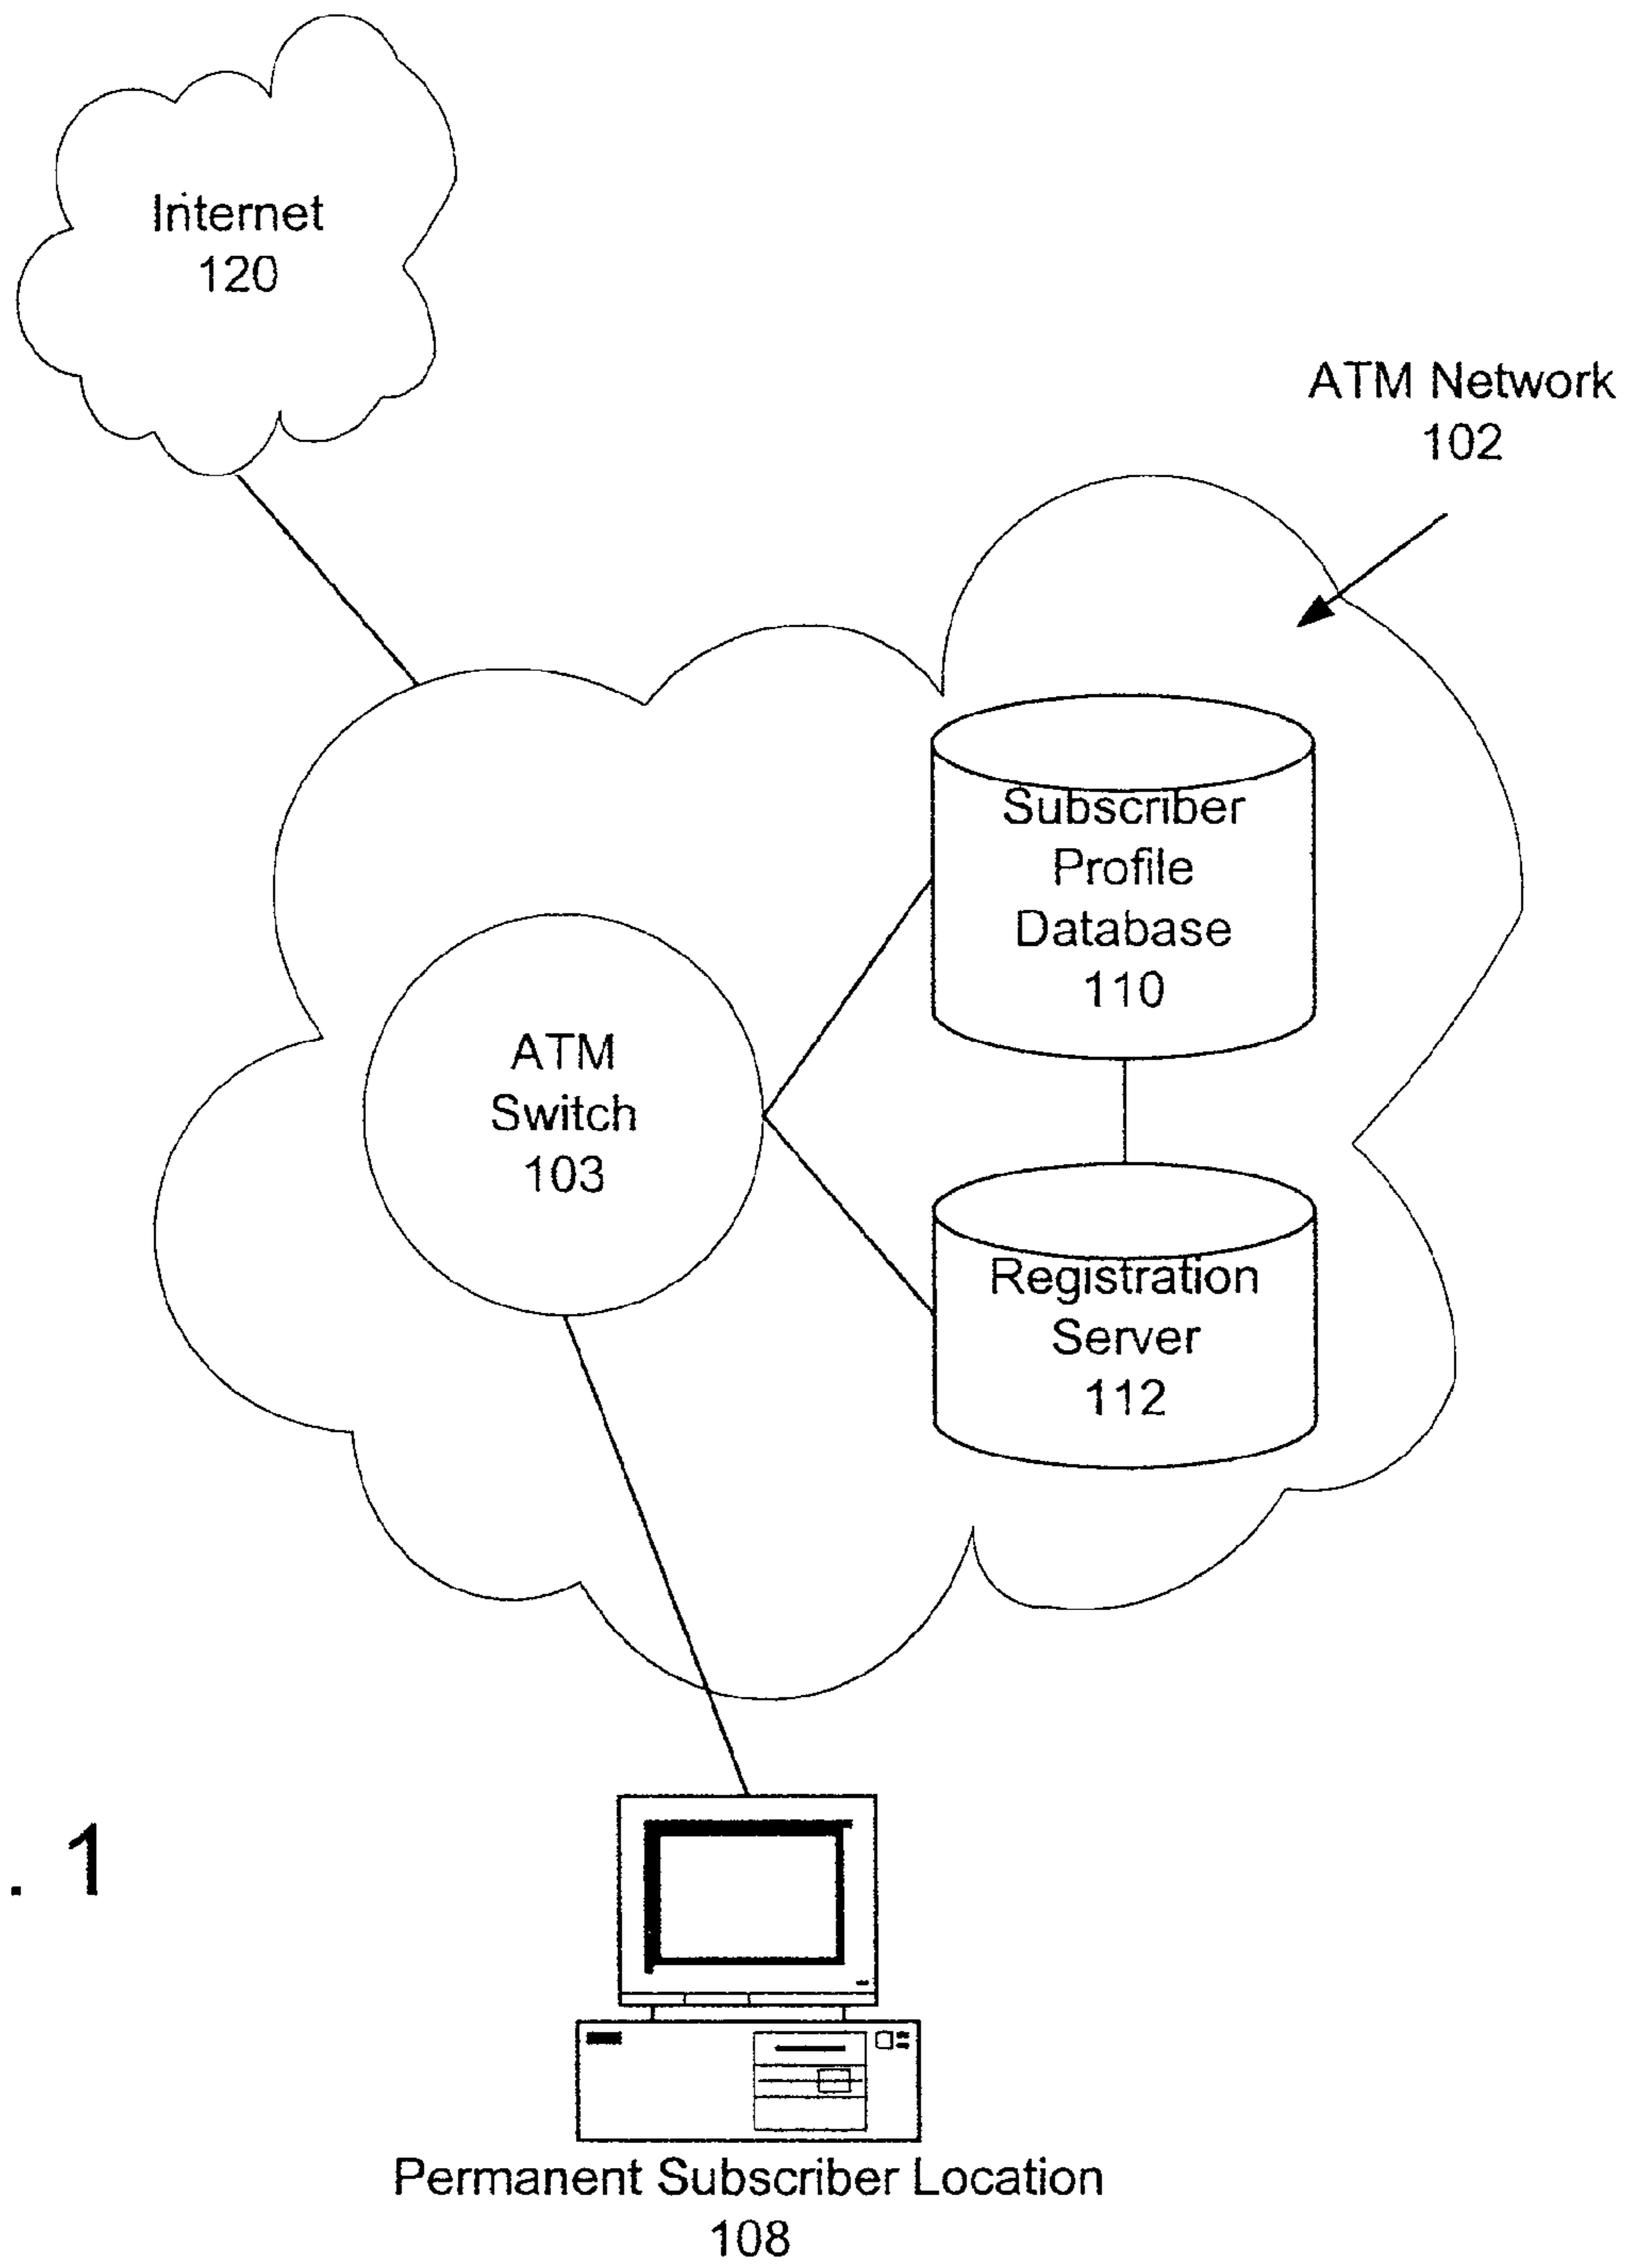 Internet
120
ATM Network
102
Subscriber
Profile
Database
110
ATM
Switch
103
Registration
Server
112
. 1
Permanent Subscriber Location
108